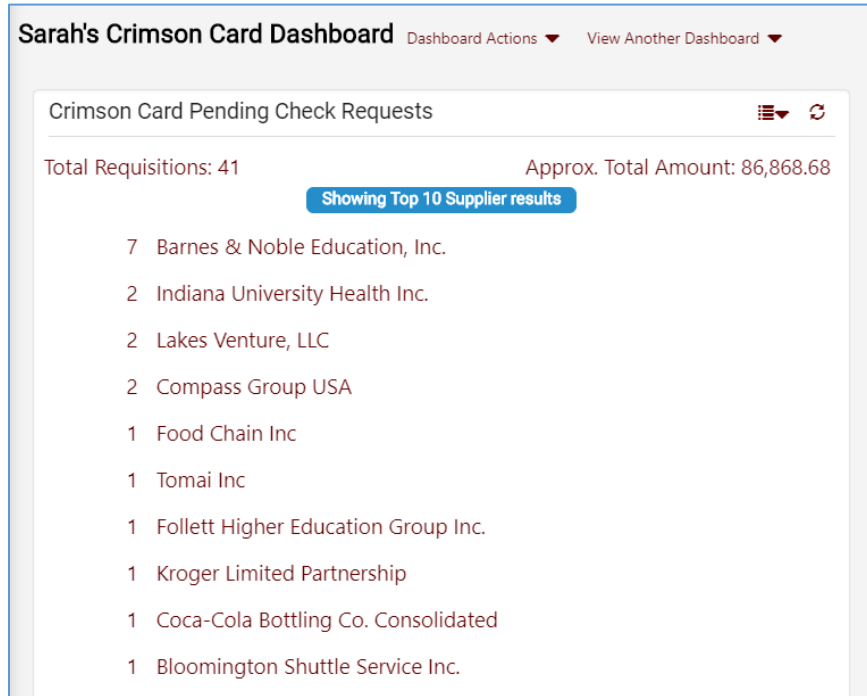 Sarah's Crimson Card Dashboard Dashboard Actions View Another Dashboard
Crimson Card Pending Check Requests
Total Requisitions: 41 Approx. Total Amount: 86,868.68
Showing Top 10 Supplier results
7 Barnes & Noble Education, Inc.
2 Indiana University Health Inc.
2 Lakes Venture, LLC
2 Compass Group USA
1 Food Chain Inc
1 Tomai Inc
1 Follett Higher Education Group Inc.
1 Kroger Limited Partnership
1 Coca-Cola Bottling Co. Consolidated
1 Bloomington Shuttle Service Inc.